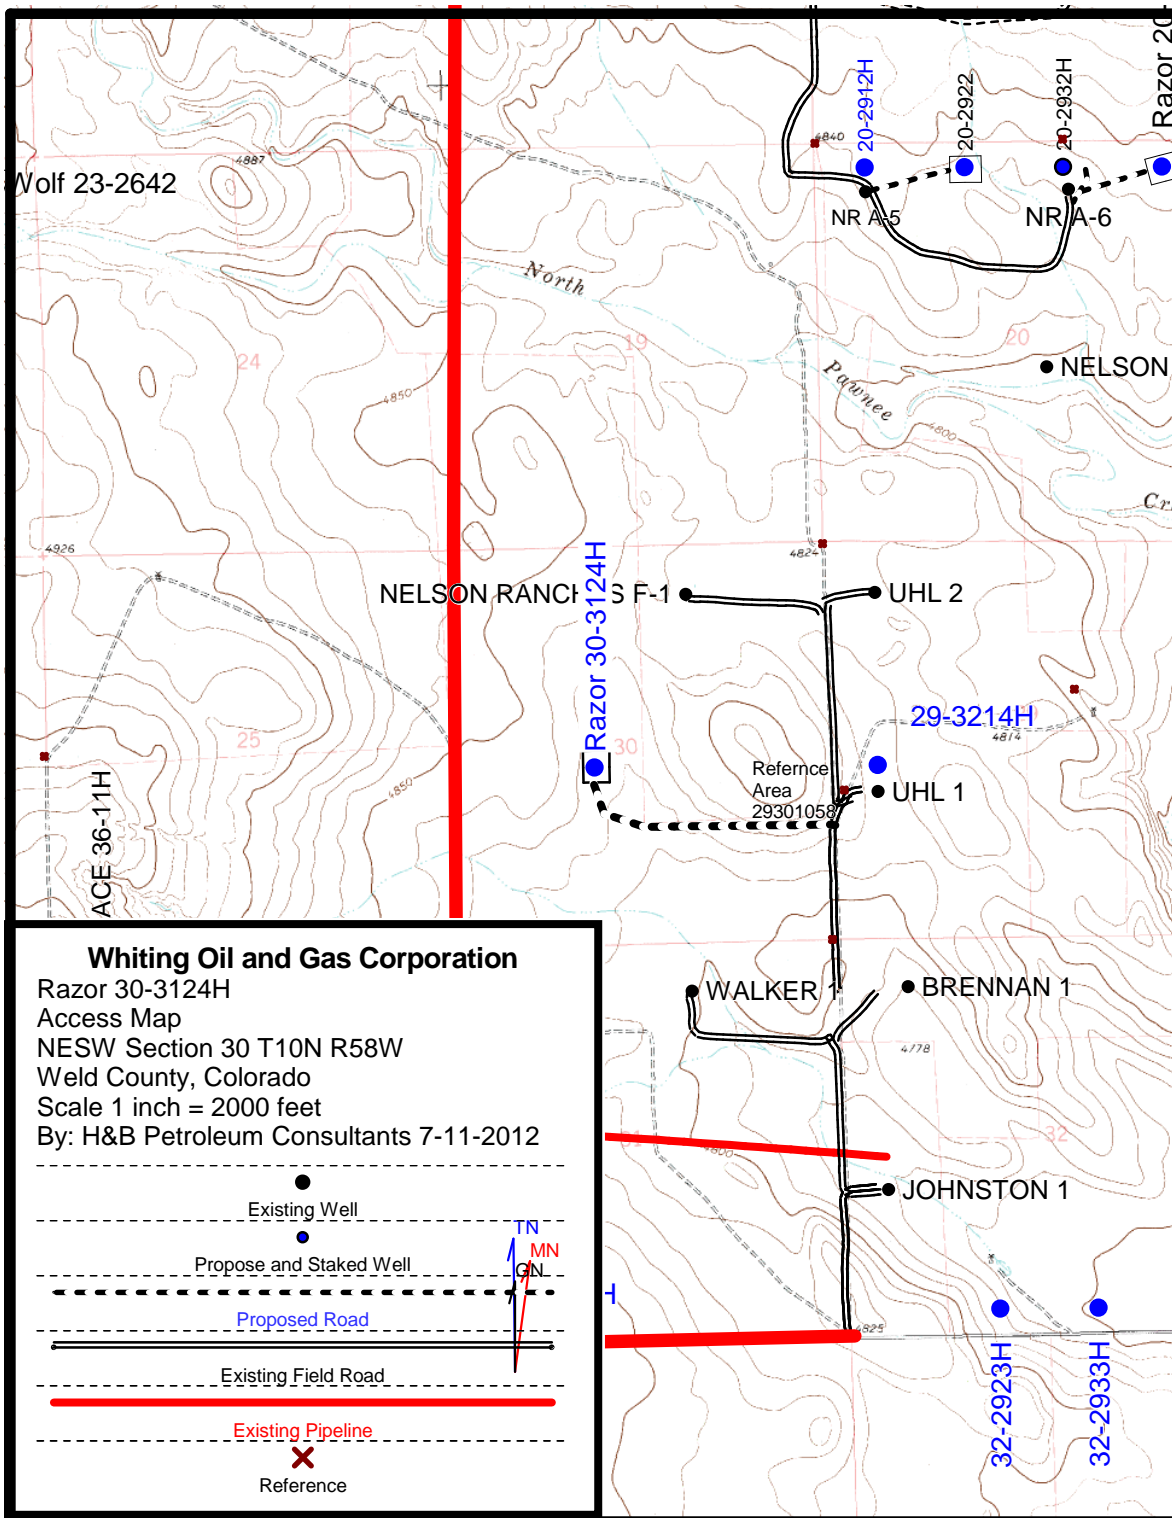 Razor 20
20-2912H
20-2922
20-2932H
4840
4887
Wolf 23-2642
NR A-5
NR A-6
North
24
19
20
NELSON
Pawnee
4850
4800
4926
4824
NELSON RANCH S F-1
UHL 2
Razor 30-3124H
29-3214H
4814
25
30
Refernce
Area
29301058
UHL 1
4850
ACE 36-11H
WALKER 1
BRENNAN 1
4778
31
32
4800
JOHNSTON 1
H
4825
32-2923H
32-2933H
Whiting Oil and Gas Corporation
Razor 30-3124H
Access Map
NESW Section 30 T10N R58W
Weld County, Colorado
Scale 1 inch = 2000 feet
By: H&B Petroleum Consultants 7-11-2012
Existing Well
TN
MN
GN
Propose and Staked Well
Proposed Road
Existing Field Road
Existing Pipeline
Reference